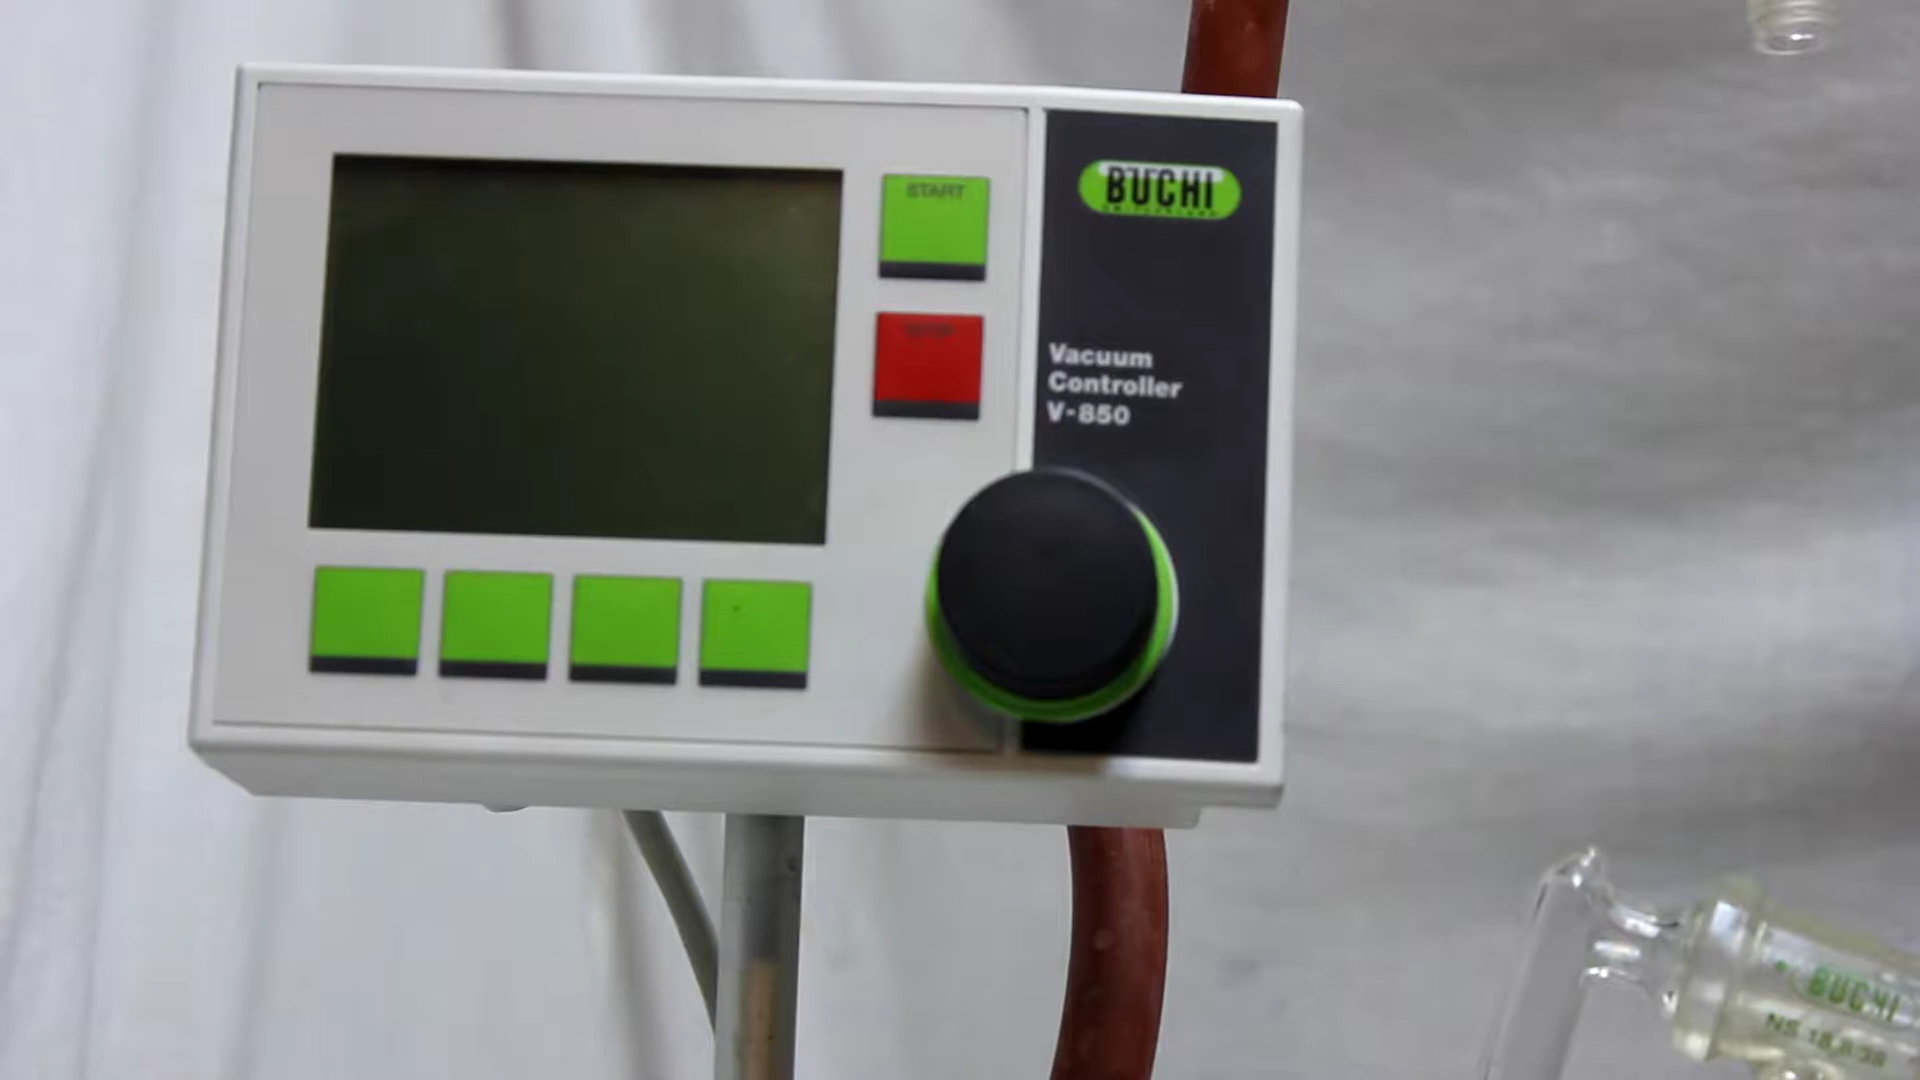 START
BUCHI
Vacuum
Controller
V-850
BUCHI